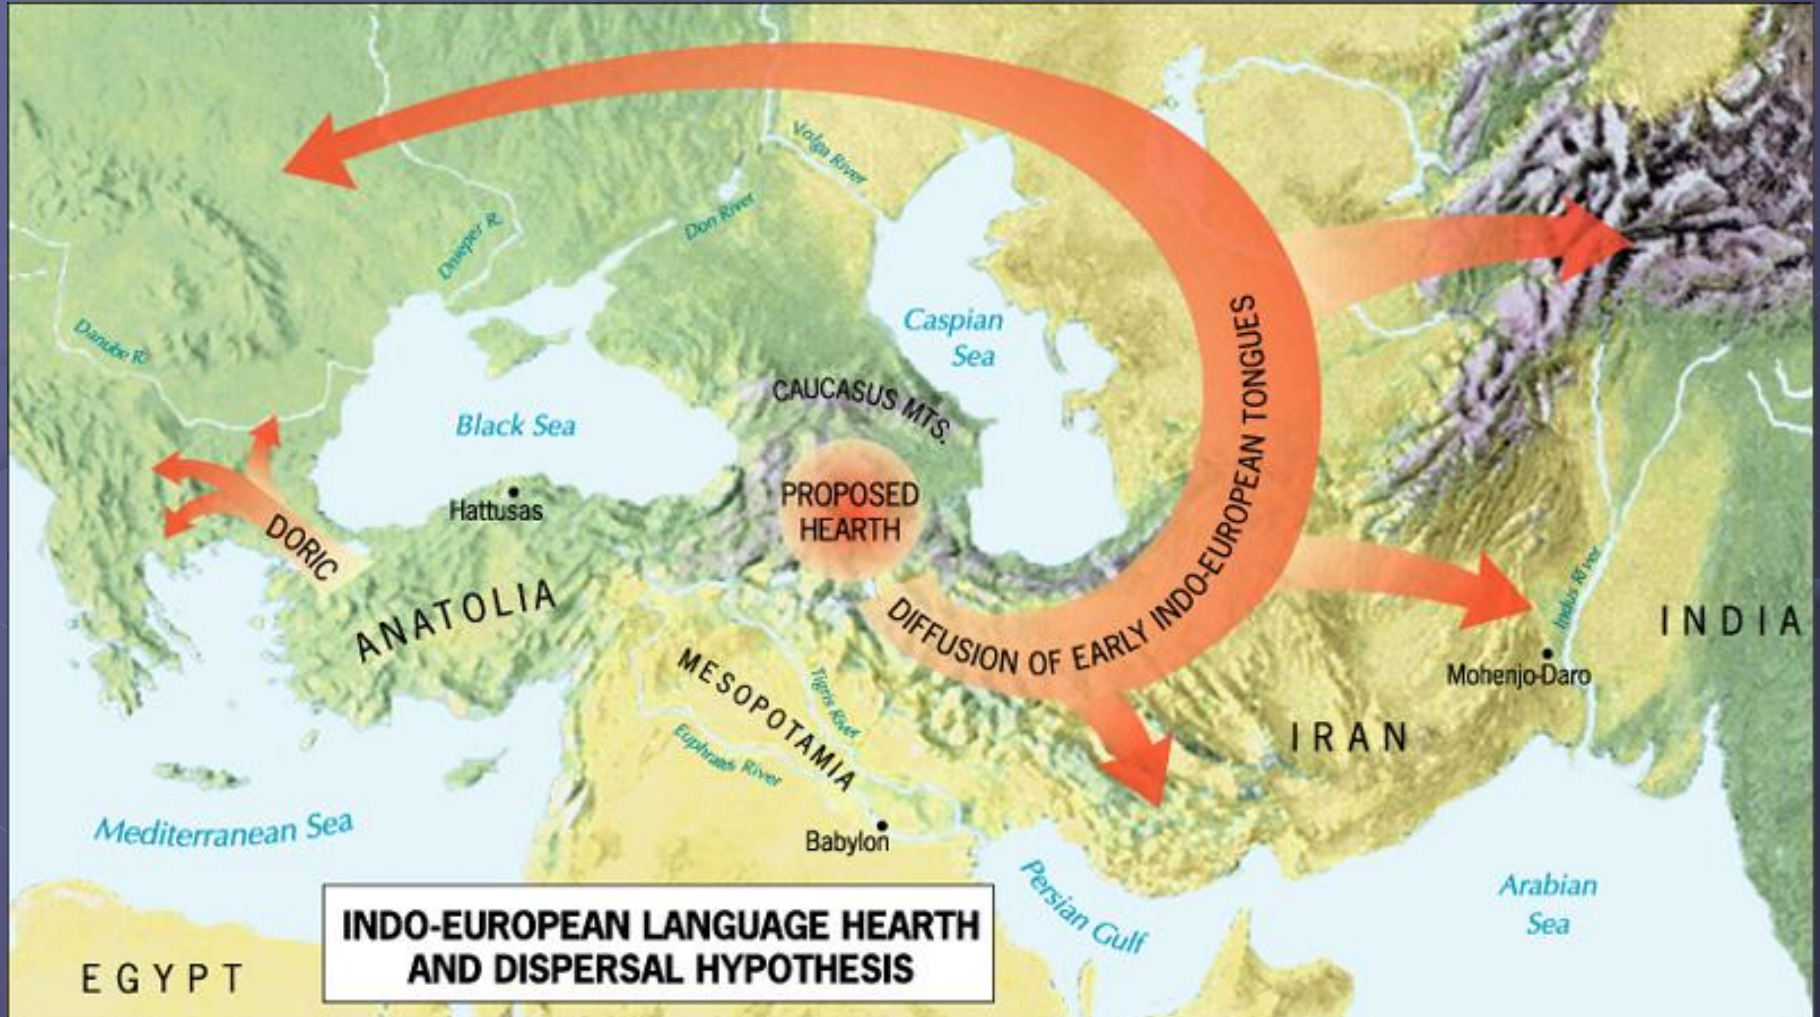 Volga River
Don River
Dnieper R.
Danube R.
Caspian
Sea
CAUCASUS MTS.
Black Sea
Hattusas
PROPOSED
HEARTH
DORIC
ANATOLIA
DIFFUSION OF EARLY INDO-EUROPEAN TONGUES
Indus River
INDIA
Mohenjo-Daro
MESOPOTAMIA
Tigris River
Euphrates River
IRAN
Mediterranean Sea
Babylon
Persian Gulf
Arabian
Sea
INDO-EUROPEAN LANGUAGE HEARTH
AND DISPERSAL HYPOTHESIS
EGYPT